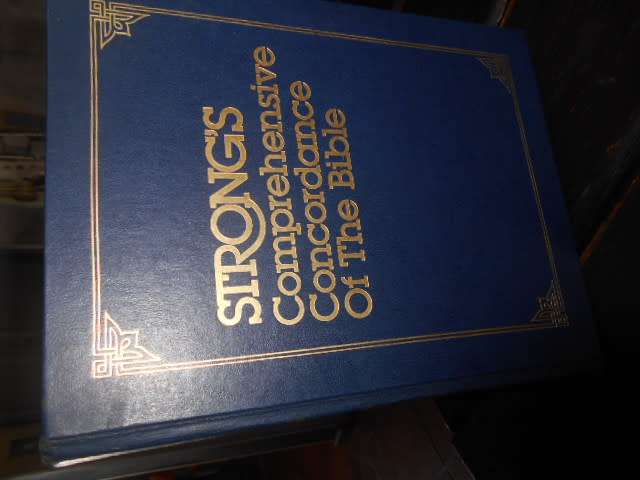 STRONG'S
Comprehensive
Concordance
Of The Bible